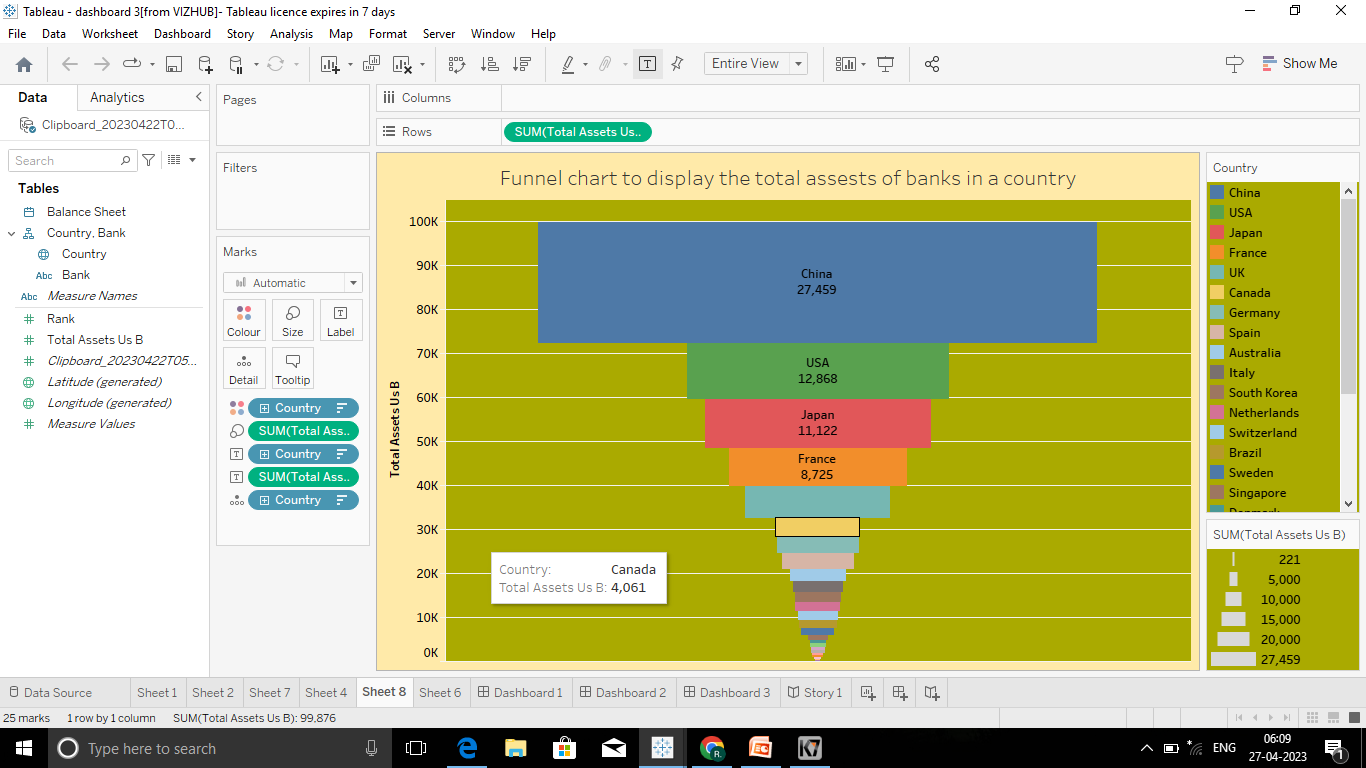 Tableau - dashboard 3[from VIZHUB]- Tableau licence expires in 7 days
File Data Worksheet Dashboard Story Analysis Map Format Server Window Help
Entire View
Show Me
Data Analytics
Clipboard_20230422T0...
Search
Tables
Balance Sheet
Country, Bank
Country
Abc Bank
Abc Measure Names
Rank
Total Assets Us B
Clipboard_20230422T05...
Latitude (generated)
Longitude (generated)
Measure Values
Pages
Filters
Marks
Automatic
Colour Size Label
Detail Tooltip
Country
SUM(Total Ass..
Country
SUM(Total Ass..
Country
Columns
Rows SUM(Total Assets Us..
Funnel chart to display the total assests of banks in a country
Total Assets Us B
100K
90K
80K
70K
60K
50K
40K
30K
20K
10K
0K
China
27,459
USA
12,868
Japan
11,122
France
8,725
Country: Canada
Total Assets Us B: 4,061
Country
China
USA
Japan
France
UK
Canada
Germany
Spain
Australia
Italy
South Korea
Netherlands
Switzerland
Brazil
Sweden
Singapore
Denmark
SUM(Total Assets Us B)
221
5,000
10,000
15,000
20,000
27,459
Data Source Sheet 1 Sheet 2 Sheet 7 Sheet 4 Sheet 8 Sheet 6 Dashboard 1 Dashboard 2 Dashboard 3 Story 1
25 marks 1 row by 1 column SUM(Total Assets Us B): 99,876
Type here to search
ENG
06:09
27-04-2023
1